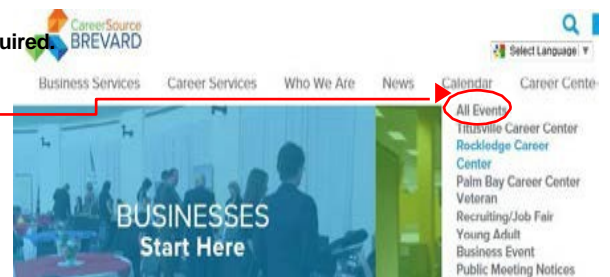 CareerSource
BREVARD
uired.
Select Language
Business Services Career Services Who We Are News Calendar Career Cente
All Events
Titusville Career Center
Rockledge Career
Center
Palm Bay Career Center
Veteran
Recruiting/Job Fair
Young Adult
Business Event
Public Meeting Notices
BUSINESSES
Start Here